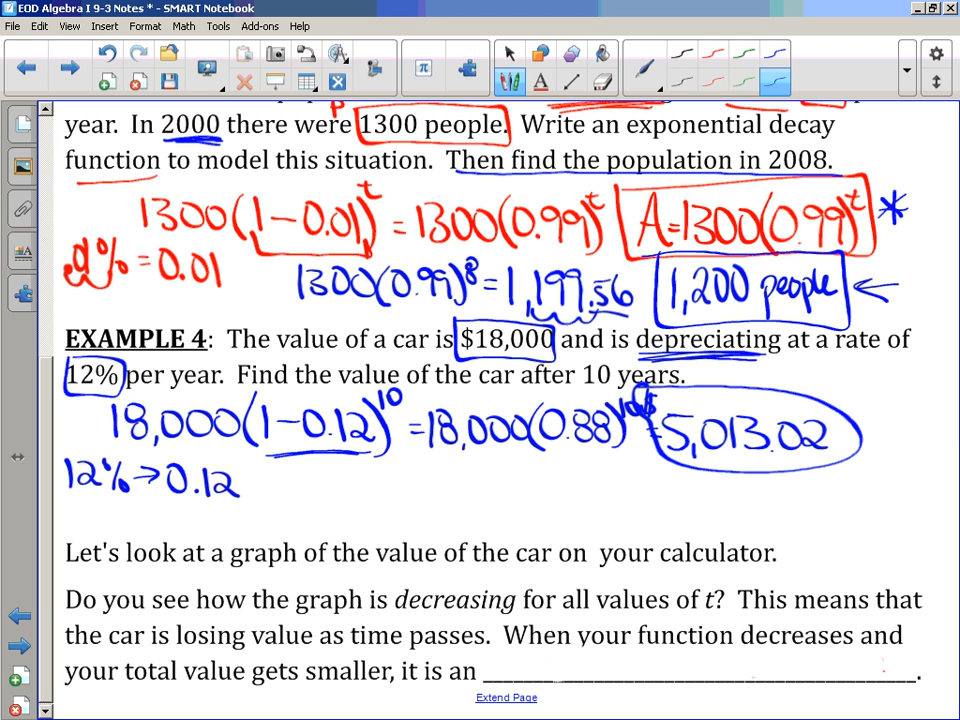 EOD Algebra I 9-3 Notes * - SMART Notebook
File Edit View Insert Format Math Tools Add-ons Help
year. In 2000 there were 1300 people. Write an exponential decay
function to model this situation. Then find the population in 2008.
1300(1-0.01)^t = 1300(0.99)^t A=1300(0.99)^t *
1% = 0.01
1300(0.99)^8 = 1,199.56 1,200 people ←
EXAMPLE 4: The value of a car is $18,000 and is depreciating at a rate of
12% per year. Find the value of the car after 10 years.
18,000(1-0.12)^10 = 18,000(0.88)^10 = 5,013.02
12% → 0.12
Let's look at a graph of the value of the car on your calculator.
Do you see how the graph is decreasing for all values of t? This means that
the car is losing value as time passes. When your function decreases and
your total value gets smaller, it is an ________________________________.
Extend Page